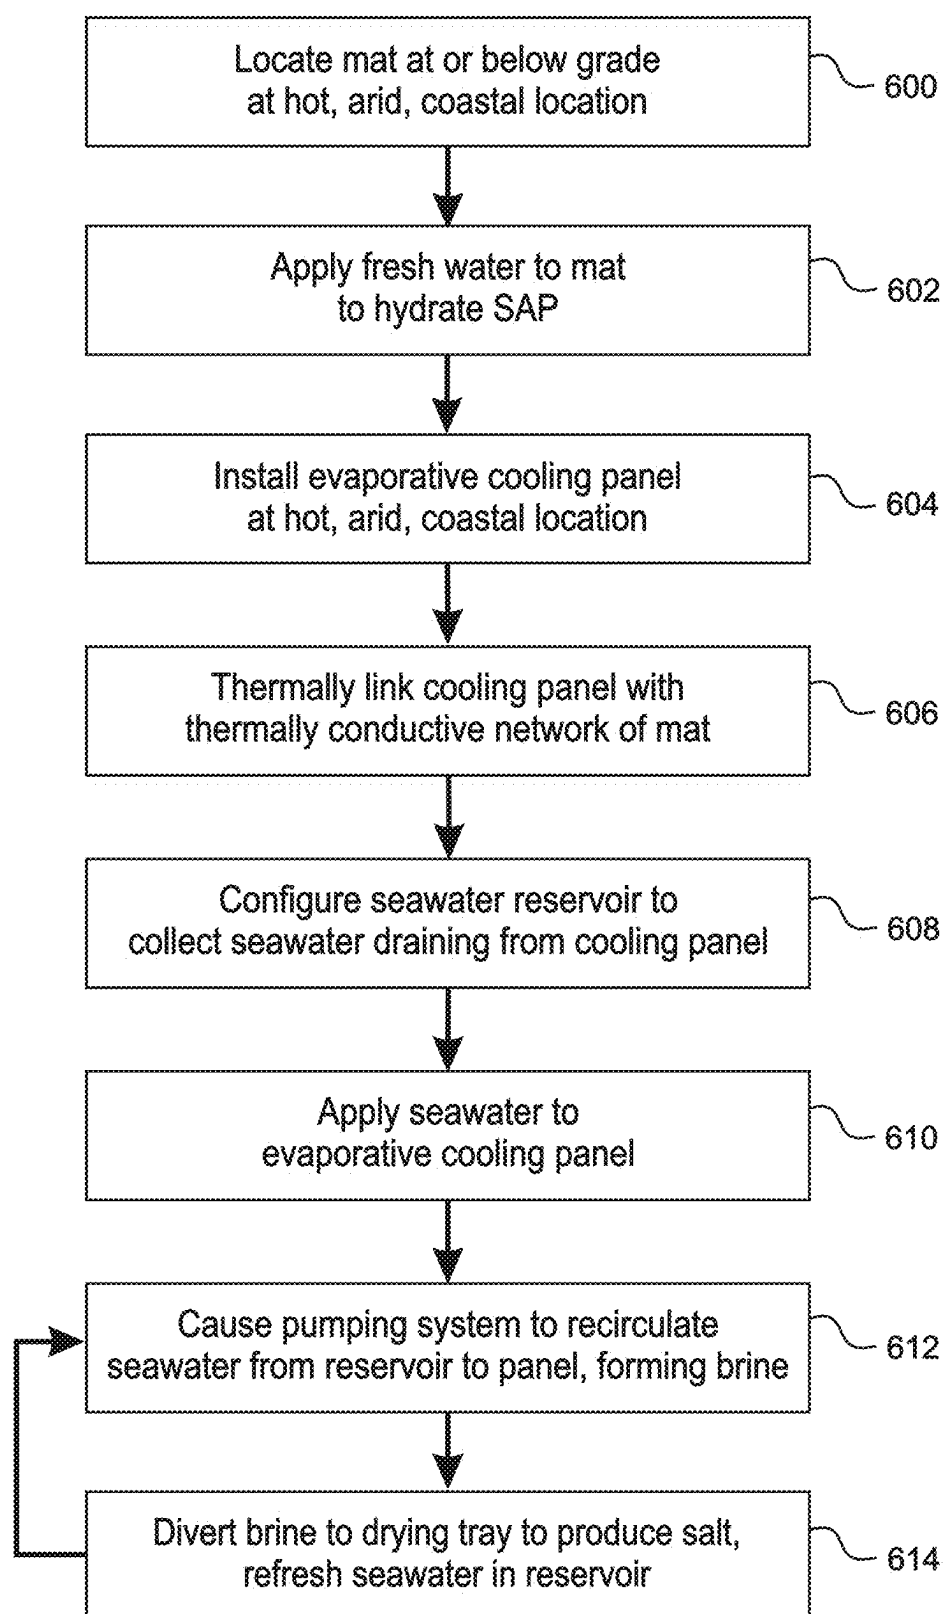 Locate mat at or below grade
at hot, arid, coastal location
600
Apply fresh water to mat
to hydrate SAP
602
Install evaporative cooling panel
at hot, arid, coastal location
604
Thermally link cooling panel with
thermally conductive network of mat
606
Configure seawater reservoir to
collect seawater draining from cooling panel
608
Apply seawater to
evaporative cooling panel
610
Cause pumping system to recirculate
seawater from reservoir to panel, forming brine
612
Divert brine to drying tray to produce salt,
refresh seawater in reservoir
614